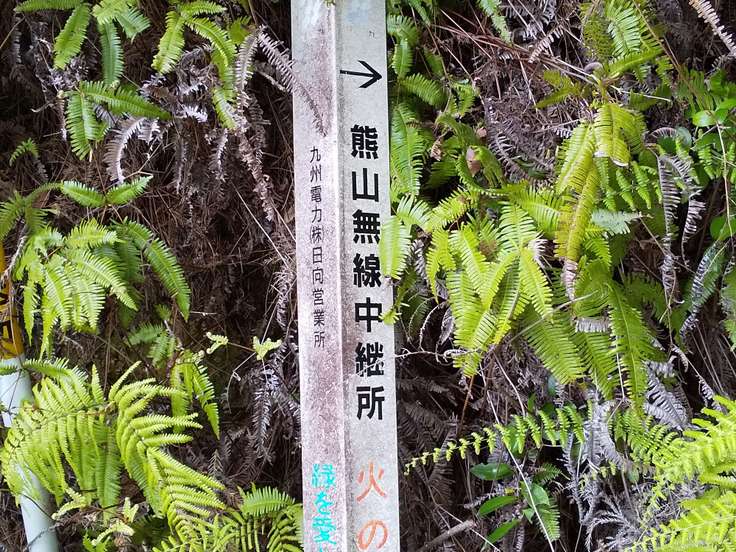 →
熊山無線中継所
九州電力(株)日向営業所
火の
緑を愛